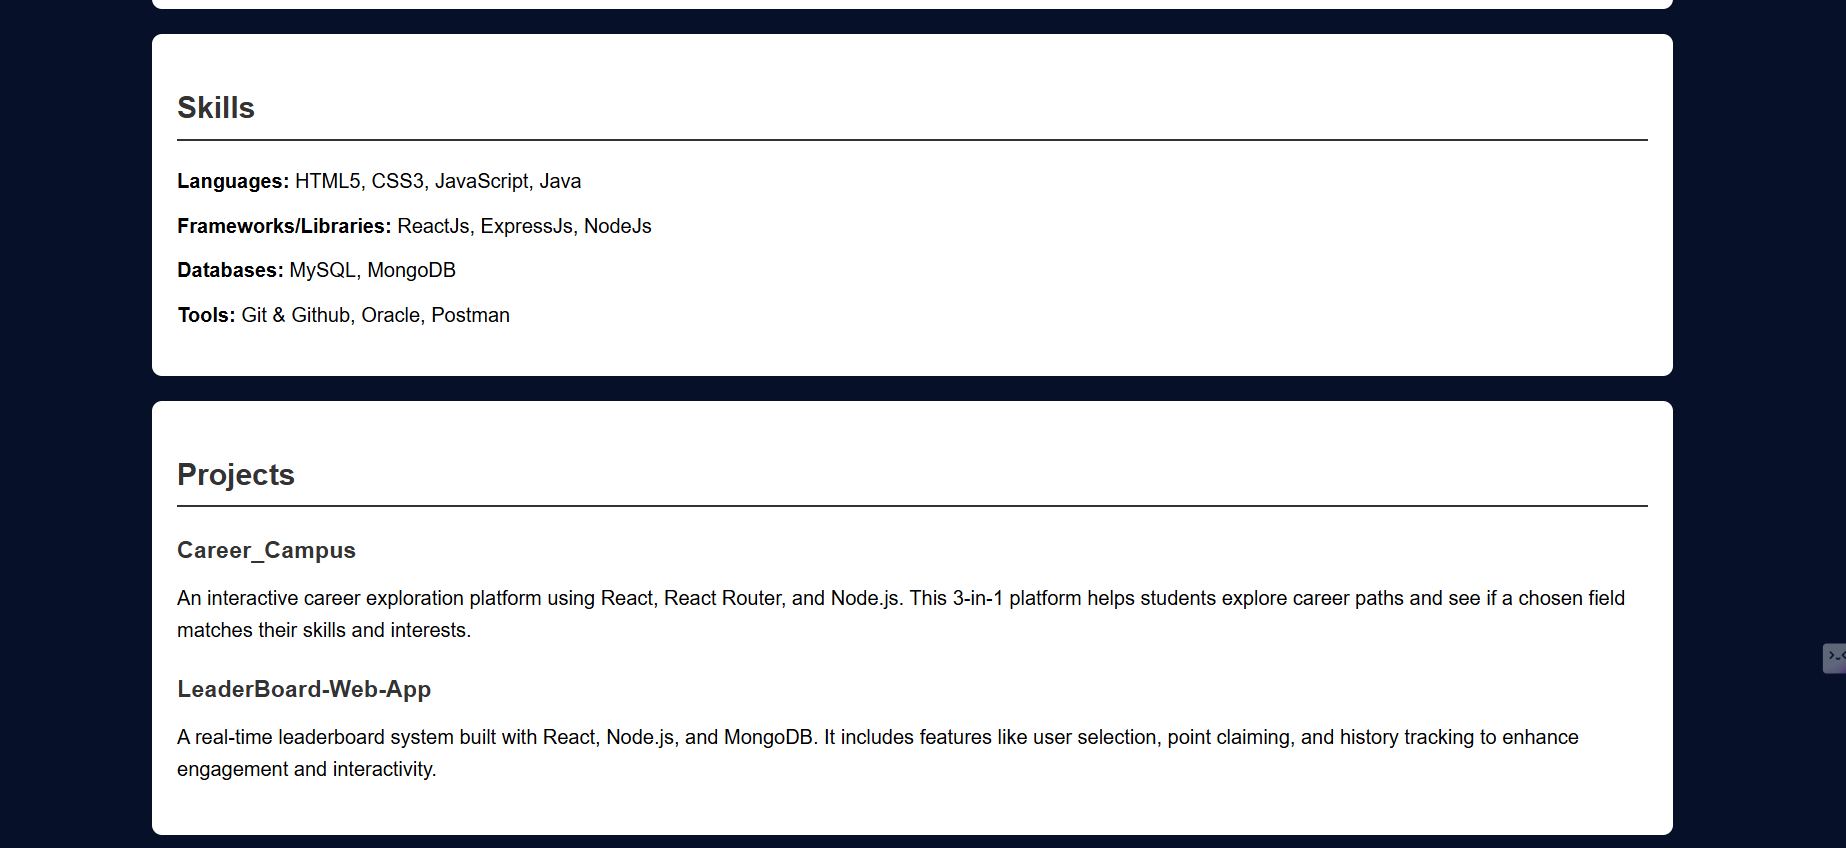 Skills
Languages: HTML5, CSS3, JavaScript, Java
Frameworks/Libraries: ReactJs, ExpressJs, NodeJs
Databases: MySQL, MongoDB
Tools: Git & Github, Oracle, Postman
Projects
Career_Campus
An interactive career exploration platform using React, React Router, and Node.js. This 3-in-1 platform helps students explore career paths and see if a chosen field
matches their skills and interests.
LeaderBoard-Web-App
A real-time leaderboard system built with React, Node.js, and MongoDB. It includes features like user selection, point claiming, and history tracking to enhance
engagement and interactivity.